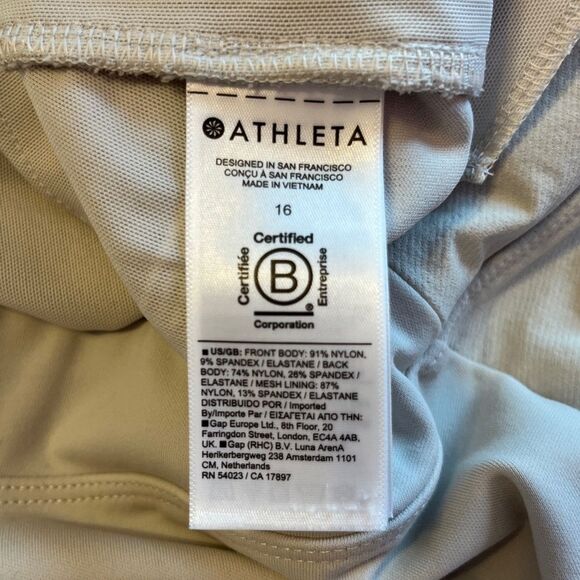 ATHLETA
DESIGNED IN SAN FRANCISCO
CONÇU À SAN FRANCISCO
MADE IN VIETNAM
16
Certified
Certifiée
B
Entreprise
®
Corporation
■ US/GB: FRONT BODY: 91% NYLON,
9% SPANDEX / ELASTANE / BACK
BODY: 74% NYLON, 26% SPANDEX /
ELASTANE / MESH LINING: 87%
NYLON, 13% SPANDEX / ELASTANE
DISTRIBUIDO POR / Imported
By/Importe Par / ΕΙΣΑΓΕΤΑΙ ΑΠΟ ΤΗΝ:
■ Gap Europe Ltd., 8th Floor, 20
Farringdon Street, London, EC4A 4AB,
UK. ■ Gap (RHC) B.V. Luna ArenA
Herikerbergweg 238 Amsterdam 1101
CM, Netherlands
RN 54023 / CA 17897